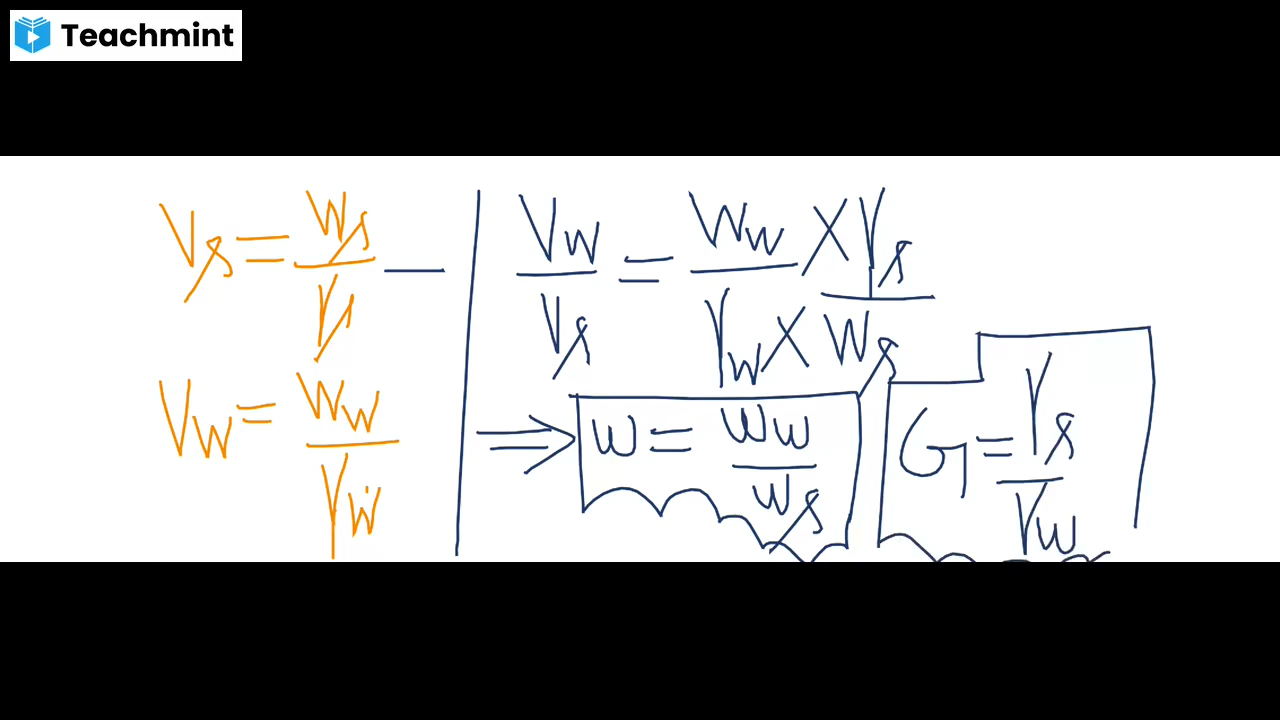 Teachmint
Vs = Ws / γs —
Vw = Ww / γw
Vw / Vs = Ww × γs / γw × Ws
⇒ w = Ww / Ws
G = γs / γw